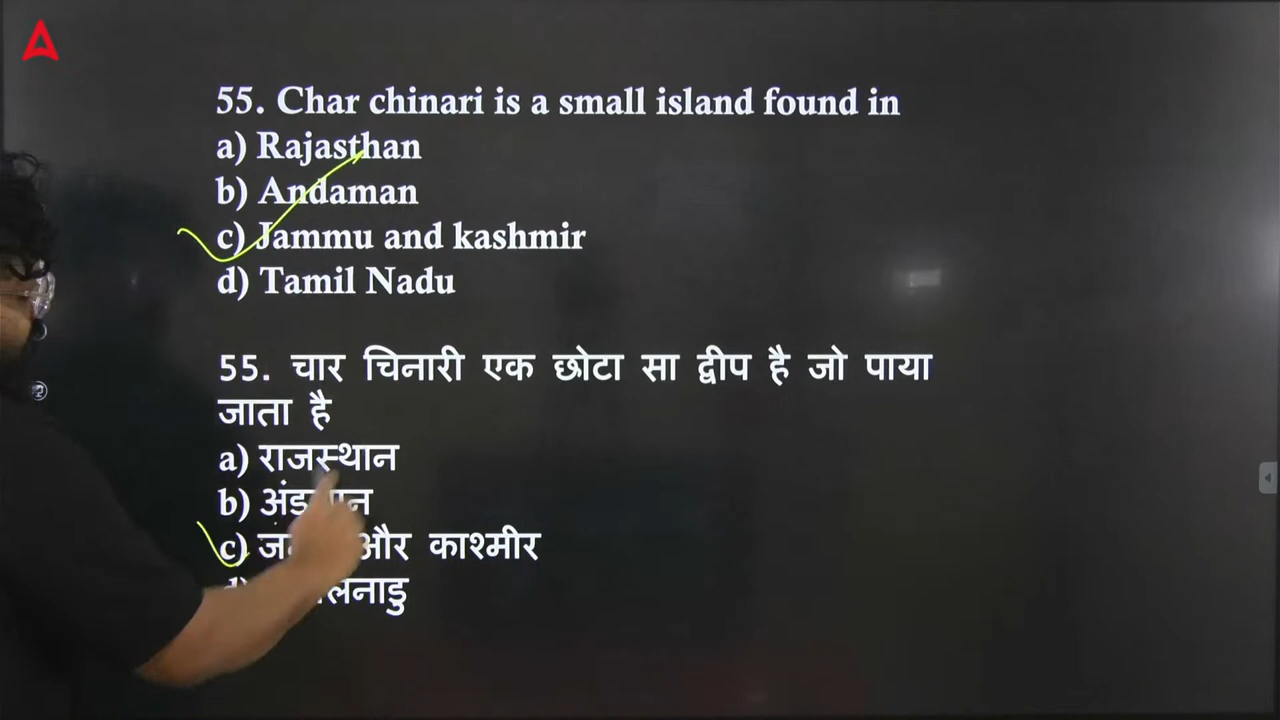 55. Char chinari is a small island found in
a) Rajasthan
b) Andaman
c) Jammu and kashmir
d) Tamil Nadu
55. चार चिनारी एक छोटा सा द्वीप है जो पाया
जाता है
a) राजस्थान
b)
c) और काश्मीर